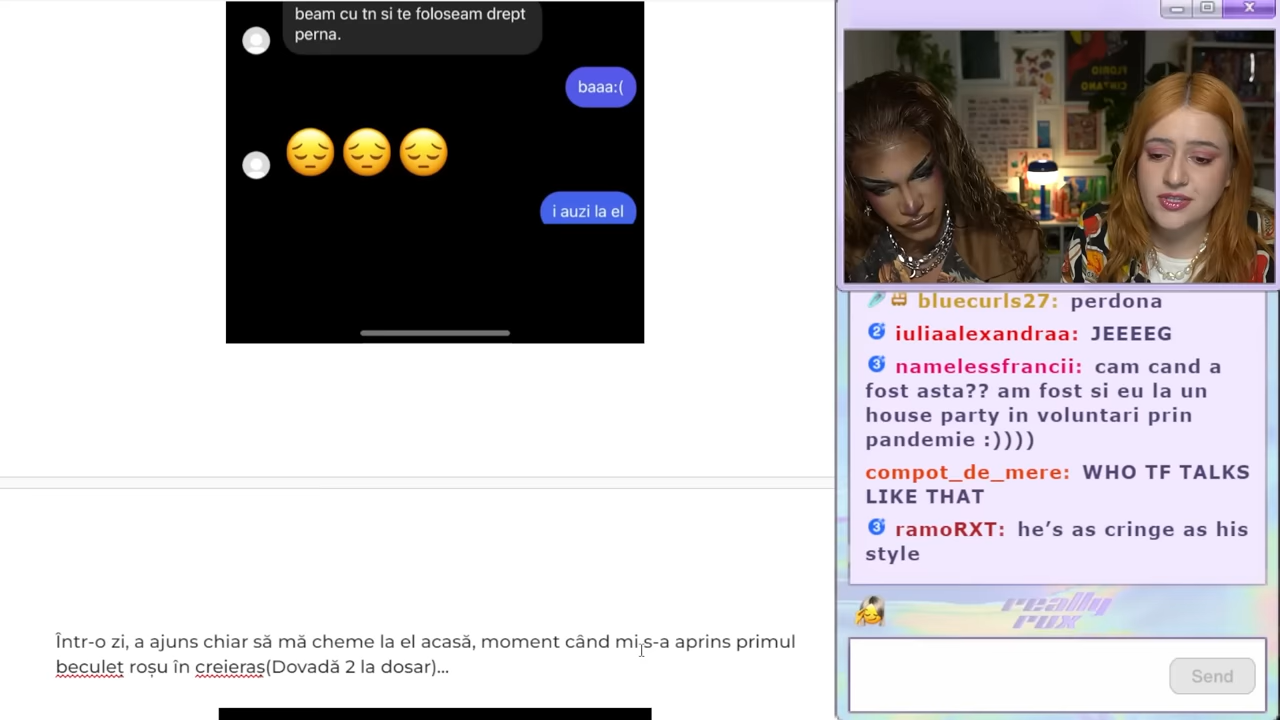 beam cu tn si te foloseam drept
perna.
baaa:(
😔😔😔
i auzi la el
Într-o zi, a ajuns chiar să mă cheme la el acasă, moment când mi s-a aprins primul
beculeț roșu în creieraș(Dovadă 2 la dosar)...
bluecurls27: perdona
iuliaalexandraa: JEEEEG
namelessfrancii: cam cand a
fost asta?? am fost si eu la un
house party in voluntari prin
pandemie :))))
compot_de_mere: WHO TF TALKS
LIKE THAT
ramoRXT: he’s as cringe as his
style
really
rux
Send